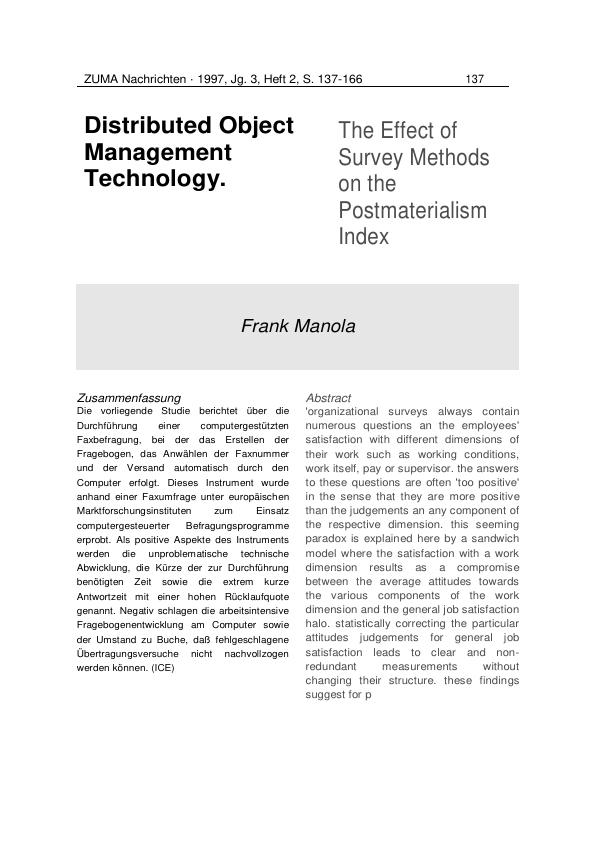 ZUMA Nachrichten · 1997, Jg. 3, Heft 2, S. 137-166 137
Distributed Object
Management
Technology.
The Effect of
Survey Methods
on the
Postmaterialism
Index
Frank Manola
Zusammenfassung
Die vorliegende Studie berichtet über die
Durchführung einer computergestützten
Faxbefragung, bei der das Erstellen der
Fragebogen, das Anwählen der Faxnummer
und der Versand automatisch durch den
Computer erfolgt. Dieses Instrument wurde
anhand einer Faxumfrage unter europäischen
Marktforschungsinstituten zum Einsatz
computergesteuerter Befragungsprogramme
erprobt. Als positive Aspekte des Instruments
werden die unproblematische technische
Abwicklung, die Kürze der zur Durchführung
benötigten Zeit sowie die extrem kurze
Antwortzeit mit einer hohen Rücklaufquote
genannt. Negativ schlagen die arbeitsintensive
Fragebogenentwicklung am Computer sowie
der Umstand zu Buche, daß fehlgeschlagene
Übertragungsversuche nicht nachvollzogen
werden können. (ICE)
Abstract
'organizational surveys always contain
numerous questions an the employees'
satisfaction with different dimensions of
their work such as working conditions,
work itself, pay or supervisor. the answers
to these questions are often 'too positive'
in the sense that they are more positive
than the judgements an any component of
the respective dimension. this seeming
paradox is explained here by a sandwich
model where the satisfaction with a work
dimension results as a compromise
between the average attitudes towards
the various components of the work
dimension and the general job satisfaction
halo. statistically correcting the particular
attitudes judgements for general job
satisfaction leads to clear and non-
redundant measurements without
changing their structure. these findings
suggest for p